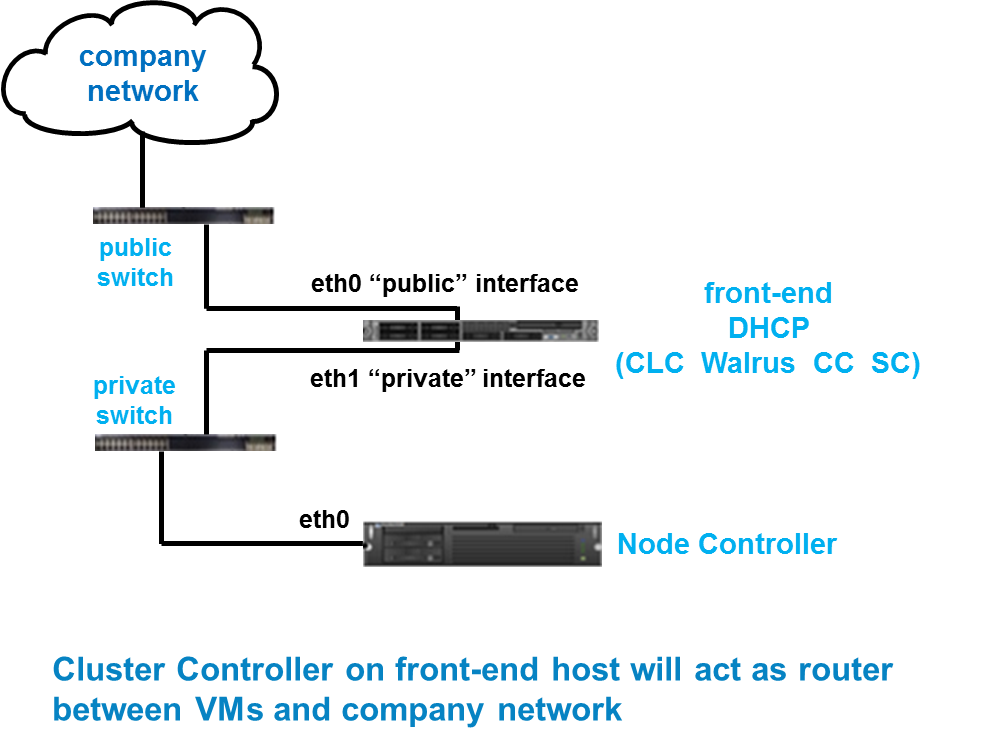 company
network
public
switch
eth0 “public” interface
front-end
DHCP
(CLC Walrus CC SC)
eth1 “private” interface
private
switch
eth0
Node Controller
Cluster Controller on front-end host will act as router
between VMs and company network